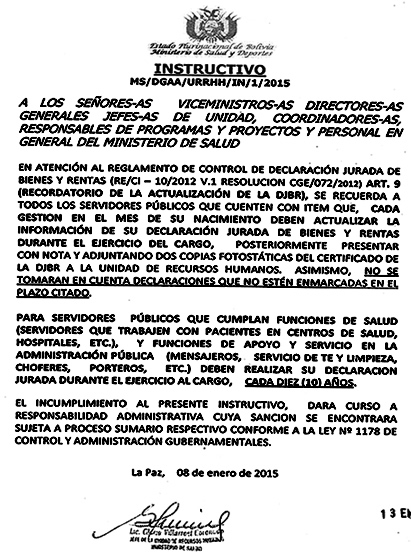 Estado Plurinacional de Bolivia
Ministerio de Salud y Deportes
INSTRUCTIVO
MS/DGAA/URRHH/IN/1/2015
A LOS SEÑORES-AS VICEMINISTROS-AS DIRECTORES-AS
GENERALES JEFES-AS DE UNIDAD, COORDINADORES-AS,
RESPONSABLES DE PROGRAMAS Y PROYECTOS Y PERSONAL EN
GENERAL DEL MINISTERIO DE SALUD
EN ATENCIÓN AL REGLAMENTO DE CONTROL DE DECLARACIÓN JURADA DE
BIENES Y RENTAS (RE/CI – 10/2012 V.1 RESOLUCION CGE/072/2012) ART. 9
(RECORDATORIO DE LA ACTUALIZACIÓN DE LA DJBR), SE RECUERDA A
TODOS LOS SERVIDORES PÚBLICOS QUE CUENTEN CON ITEM QUE, CADA
GESTION EN EL MES DE SU NACIMIENTO DEBEN ACTUALIZAR LA
INFORMACIÓN DE SU DECLARACIÓN JURADA DE BIENES Y RENTAS
DURANTE EL EJERCICIO DEL CARGO, POSTERIORMENTE PRESENTAR
CON NOTA Y ADJUNTANDO DOS COPIAS FOTOSTÁTICAS DEL CERTIFICADO DE
LA DJBR A LA UNIDAD DE RECURSOS HUMANOS. ASIMISMO, NO SE
TOMARAN EN CUENTA DECLARACIONES QUE NO ESTÉN ENMARCADAS EN EL
PLAZO CITADO.
PARA SERVIDORES PÚBLICOS QUE CUMPLAN FUNCIONES DE SALUD
(SERVIDORES QUE TRABAJEN CON PACIENTES EN CENTROS DE SALUD,
HOSPITALES, ETC.), Y FUNCIONES DE APOYO Y SERVICIO EN LA
ADMINISTRACIÓN PÚBLICA (MENSAJEROS, SERVICIO DE TE Y LIMPIEZA,
CHOFERES, PORTEROS, ETC.) DEBEN REALIZAR SU DECLARACION
JURADA DURANTE EL EJERCICIO AL CARGO, CADA DIEZ (10) AÑOS.
EL INCUMPLIMIENTO AL PRESENTE INSTRUCTIVO, DARA CURSO A
RESPONSABILIDAD ADMINISTRATIVA CUYA SANCION SE ENCONTRARA
SUJETA A PROCESO SUMARIO RESPECTIVO CONFORME A LA LEY Nº 1178 DE
CONTROL Y ADMINISTRACIÓN GUBERNAMENTALES.
La Paz, 08 de enero de 2015
13 EN
Lic. Villarroel
JEFE DE LA UNIDAD DE RECURSOS
MINISTERIO DE SALUD